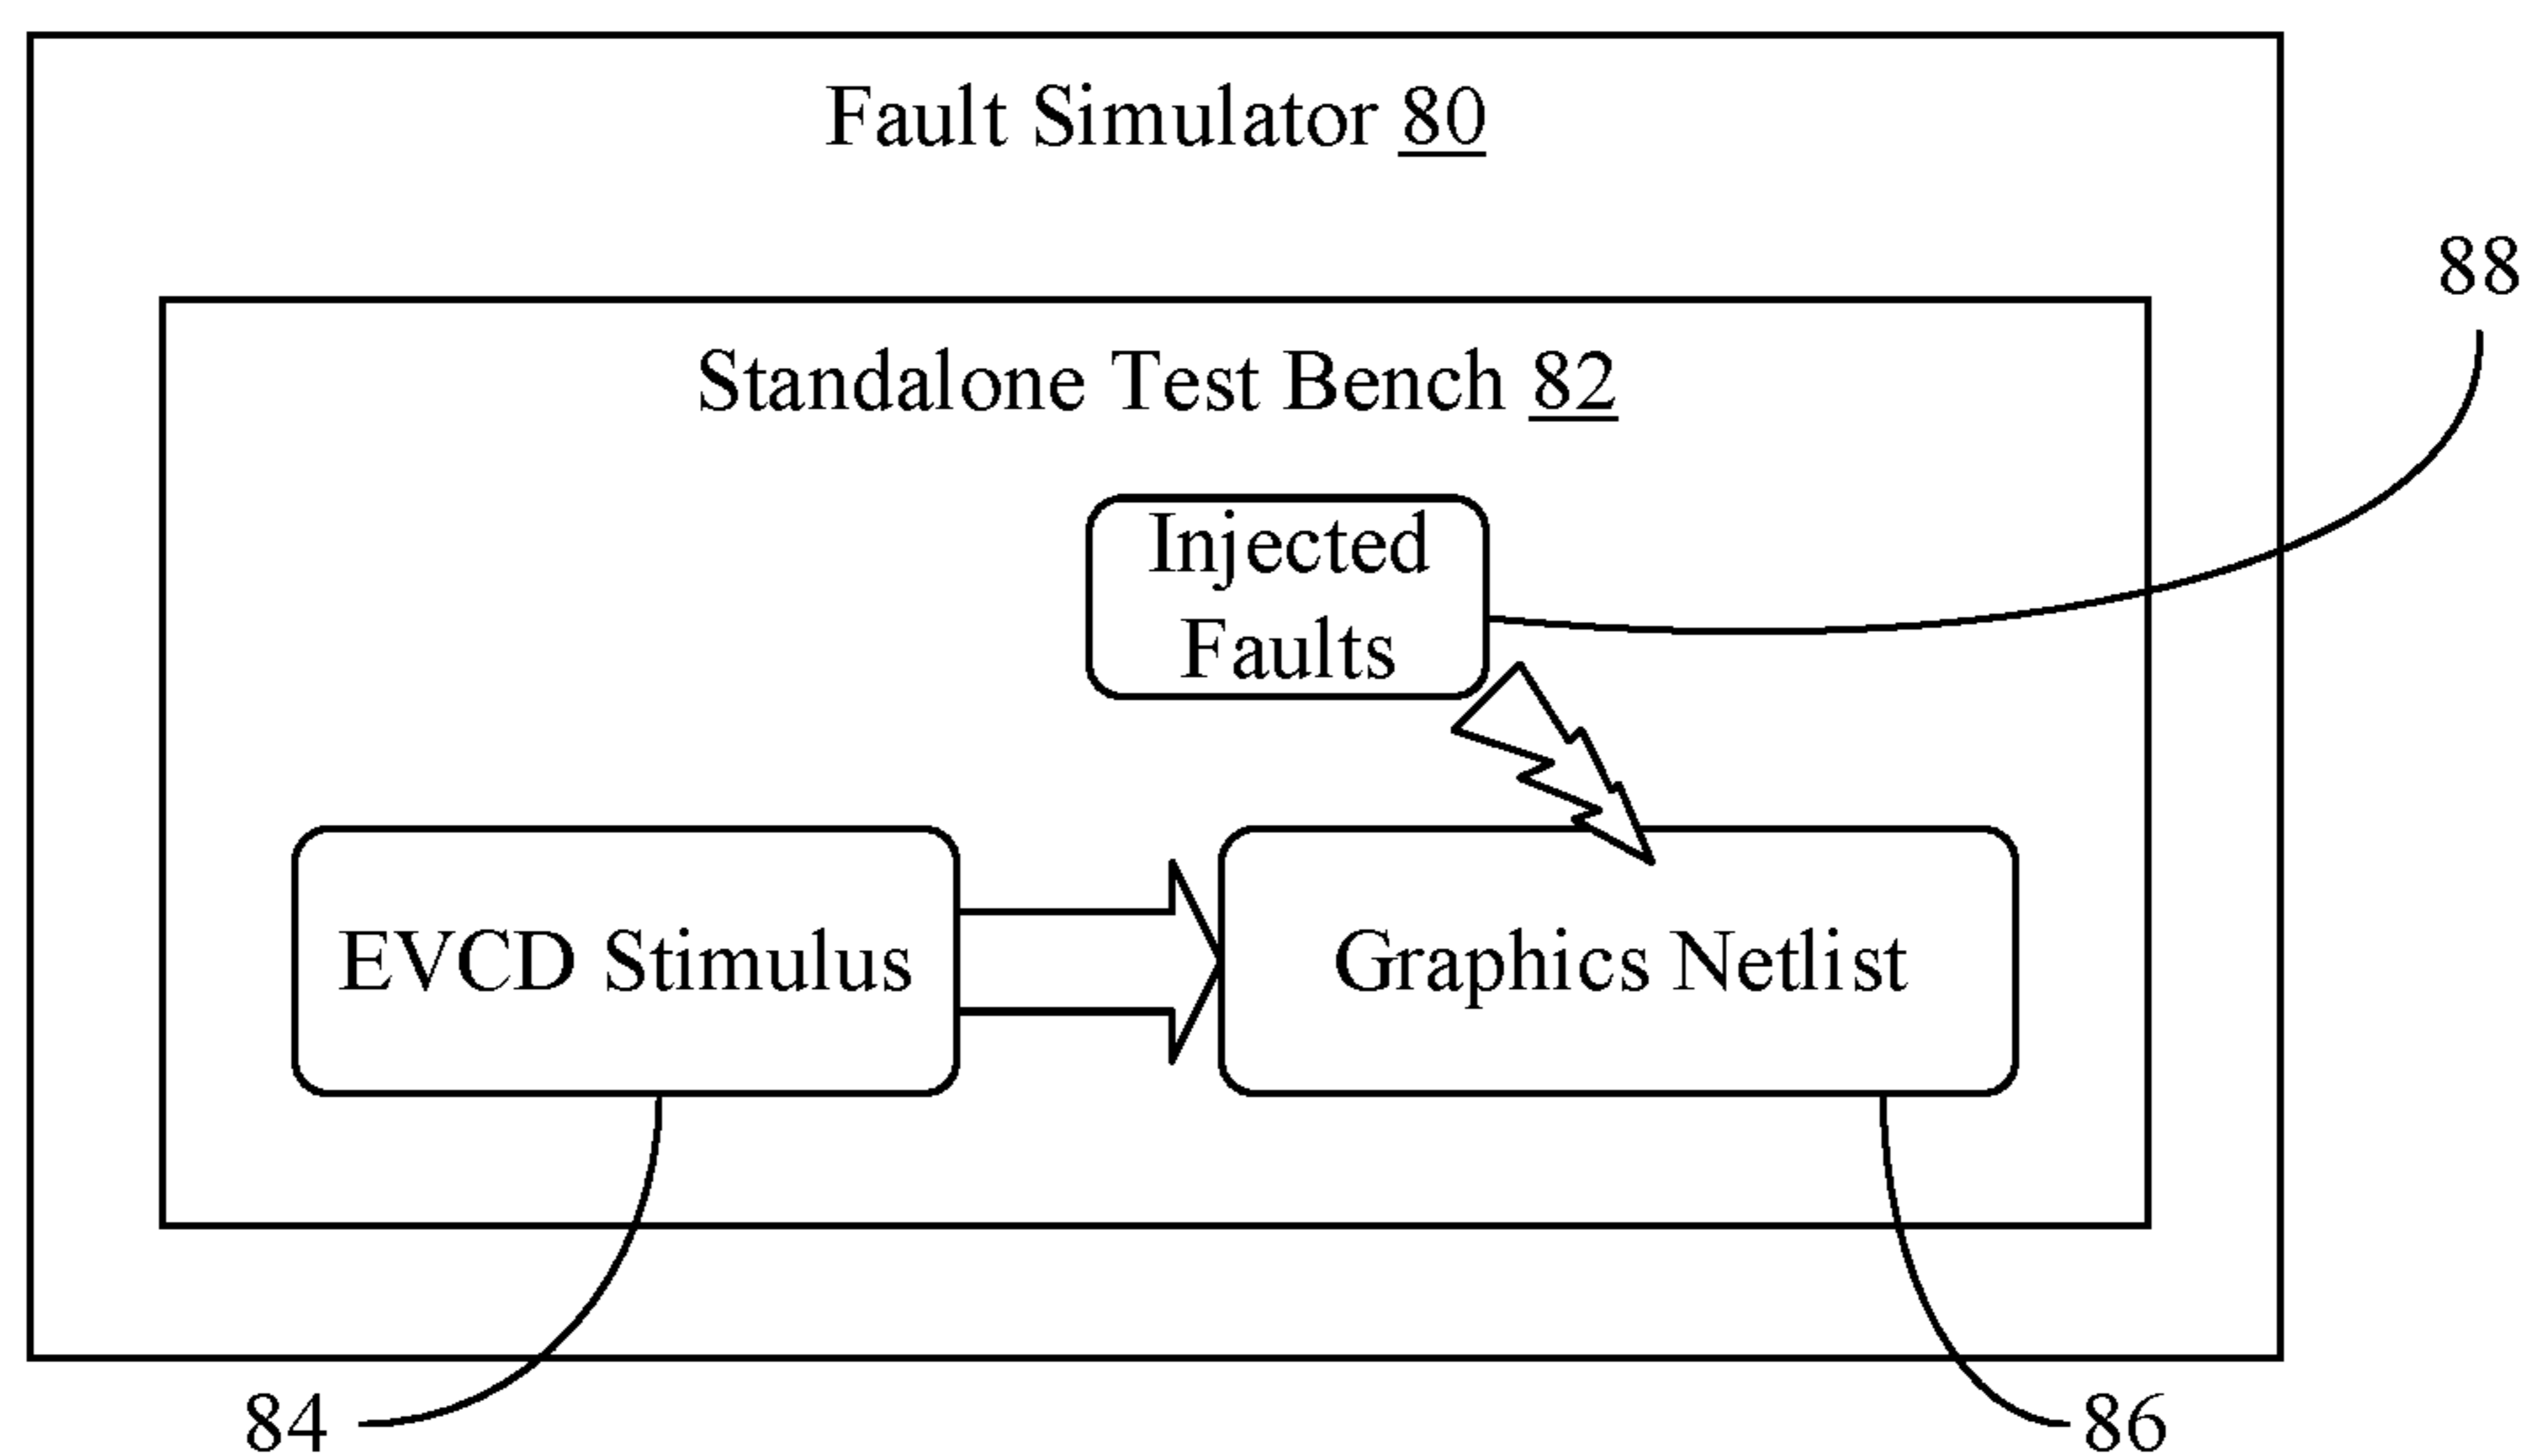 Fault Simulator 80
88
Standalone Test Bench 82
Injected
Faults
EVCD Stimulus
Graphics Netlist
84
86